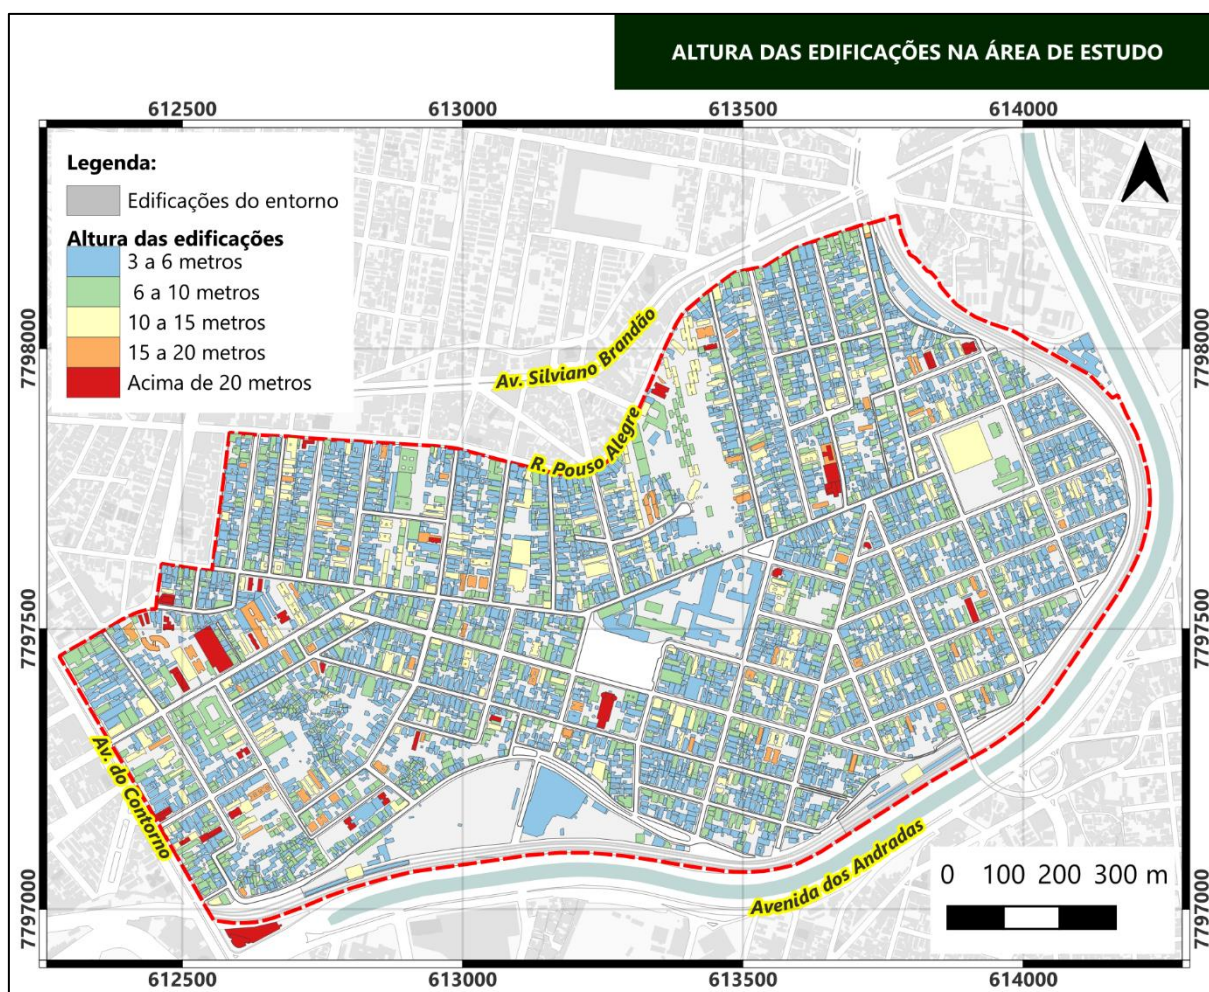 ALTURA DAS EDIFICAÇÕES NA ÁREA DE ESTUDO
612500 613000 613500 614000
Legenda:
Edificações do entorno
Altura das edificações
3 a 6 metros
6 a 10 metros
10 a 15 metros
15 a 20 metros
Acima de 20 metros
7798000
7798000
Av. Silviano Brandão
R. Pouso Alegre
7797500
7797500
Av. do Contorno
Avenida dos Andradas
0 100 200 300 m
7797000
7797000
612500 613000 613500 614000